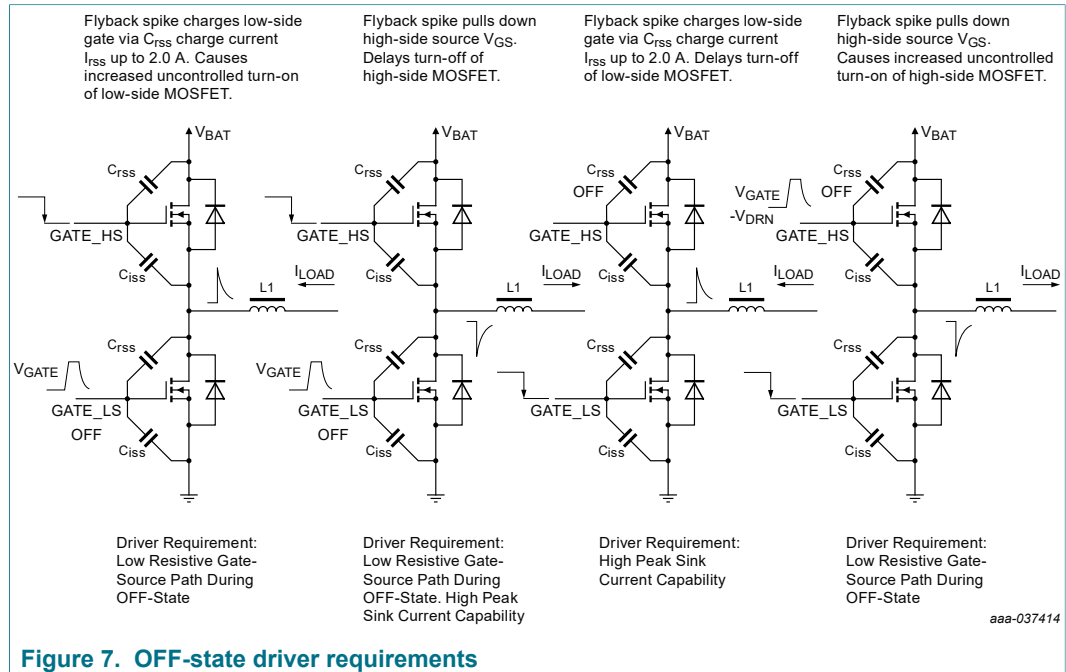 Flyback spike charges low-side
gate via Crss charge current
Irss up to 2.0 A. Causes
increased uncontrolled turn-on
of low-side MOSFET.
Flyback spike pulls down
high-side source VGS.
Delays turn-off of
high-side MOSFET.
Flyback spike charges low-side
gate via Crss charge current
Irss up to 2.0 A. Delays turn-off
of low-side MOSFET.
Flyback spike pulls down
high-side source VGS.
Causes increased uncontrolled
turn-on of high-side MOSFET.
VBAT
Crss
GATE_HS
Ciss
ILOAD
L1
Crss
VGATE
GATE_LS
OFF
Ciss
VBAT
Crss
GATE_HS
Ciss
ILOAD
L1
Crss
VGATE
GATE_LS
OFF
Ciss
VBAT
Crss
OFF
GATE_HS
Ciss
ILOAD
L1
Crss
GATE_LS
Ciss
VBAT
Crss
OFF
VGATE
-VDRN
GATE_HS
Ciss
ILOAD
L1
Crss
GATE_LS
Ciss
Driver Requirement:
Low Resistive Gate-
Source Path During
OFF-State
Driver Requirement:
Low Resistive Gate-
Source Path During
OFF-State. High Peak
Sink Current Capability
Driver Requirement:
High Peak Sink
Current Capability
Driver Requirement:
Low Resistive Gate-
Source Path During
OFF-State
aaa-037414
Figure 7. OFF-state driver requirements